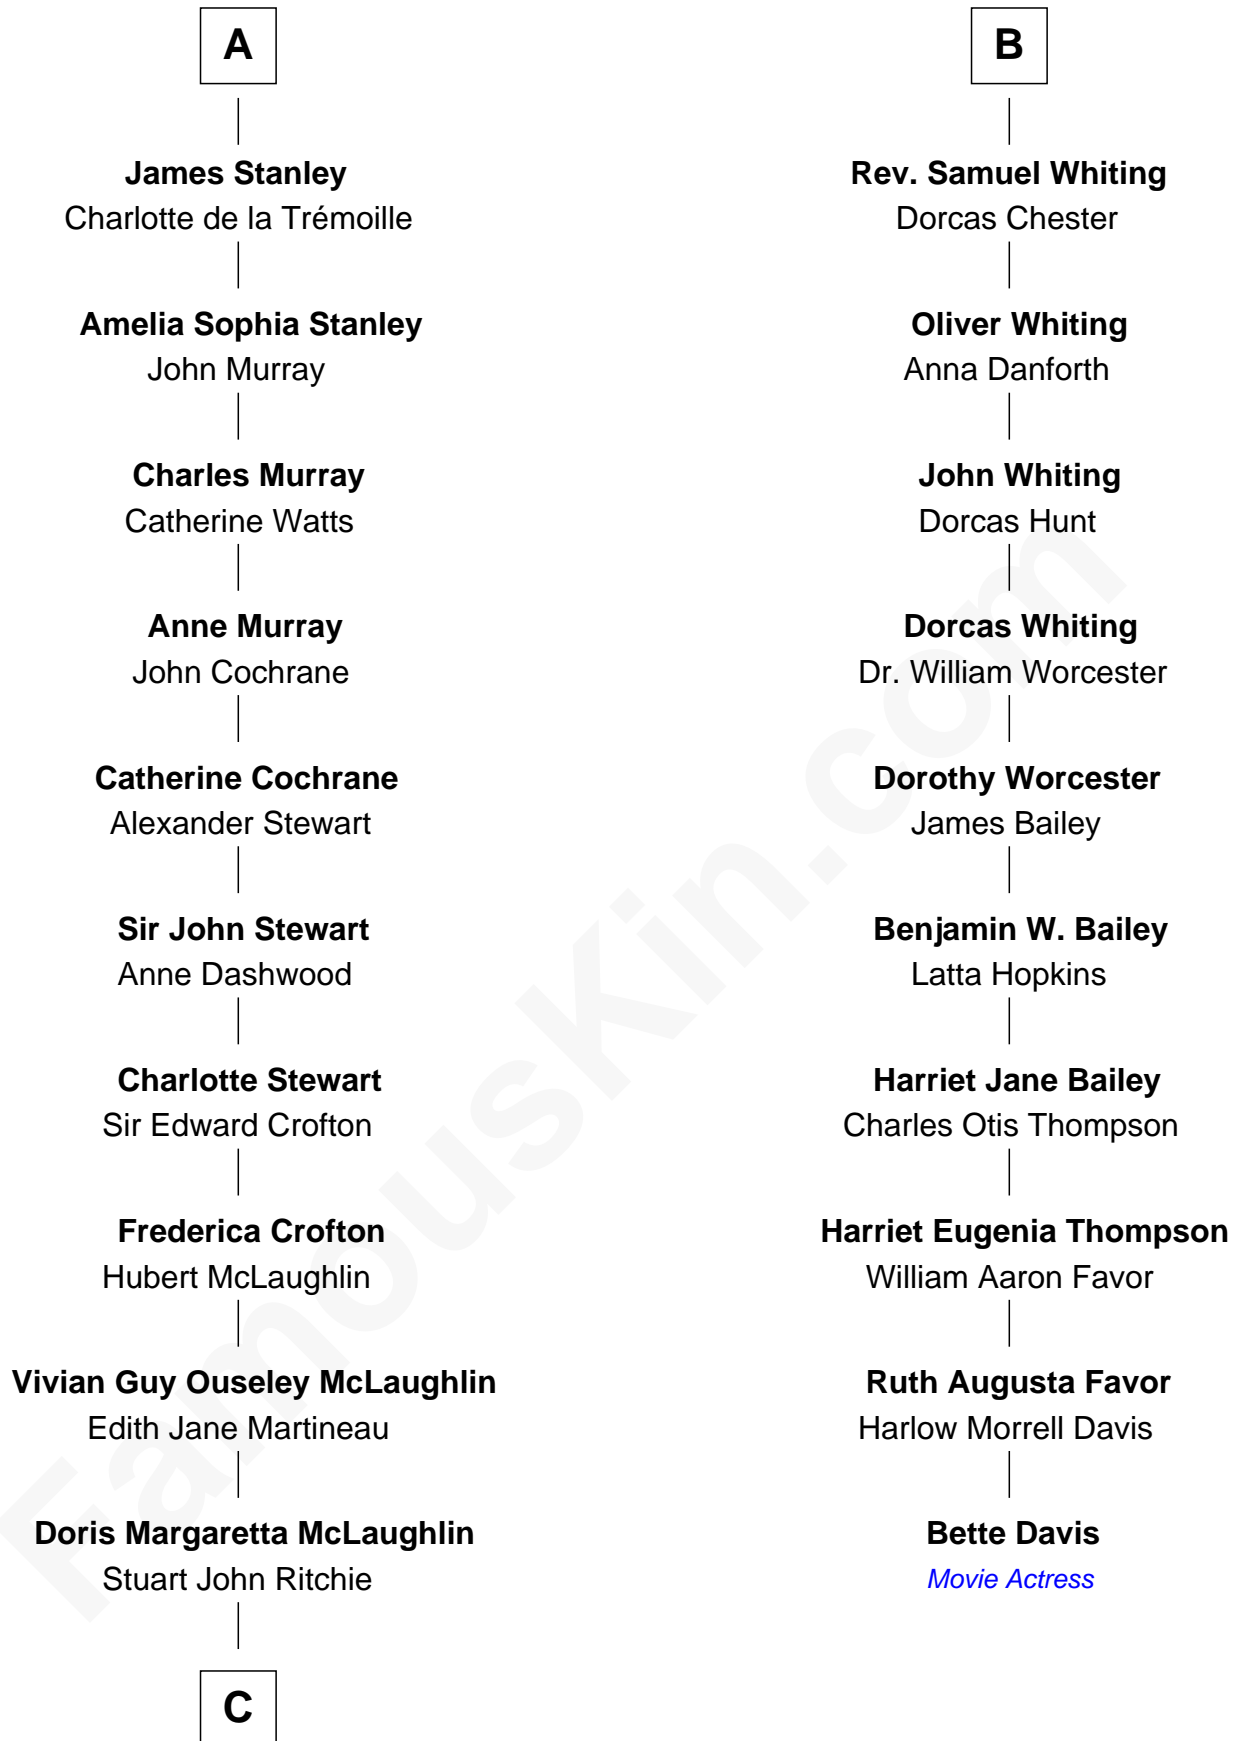 A
James Stanley
Charlotte de la Trémoille
Amelia Sophia Stanley
John Murray
Charles Murray
Catherine Watts
Anne Murray
John Cochrane
Catherine Cochrane
Alexander Stewart
Sir John Stewart
Anne Dashwood
Charlotte Stewart
Sir Edward Crofton
Frederica Crofton
Hubert McLaughlin
Vivian Guy Ouseley McLaughlin
Edith Jane Martineau
Doris Margaretta McLaughlin
Stuart John Ritchie
C
B
Rev. Samuel Whiting
Dorcas Chester
Oliver Whiting
Anna Danforth
John Whiting
Dorcas Hunt
Dorcas Whiting
Dr. William Worcester
Dorothy Worcester
James Bailey
Benjamin W. Bailey
Latta Hopkins
Harriet Jane Bailey
Charles Otis Thompson
Harriet Eugenia Thompson
William Aaron Favor
Ruth Augusta Favor
Harlow Morrell Davis
Bette Davis
Movie Actress
FamousKin.com